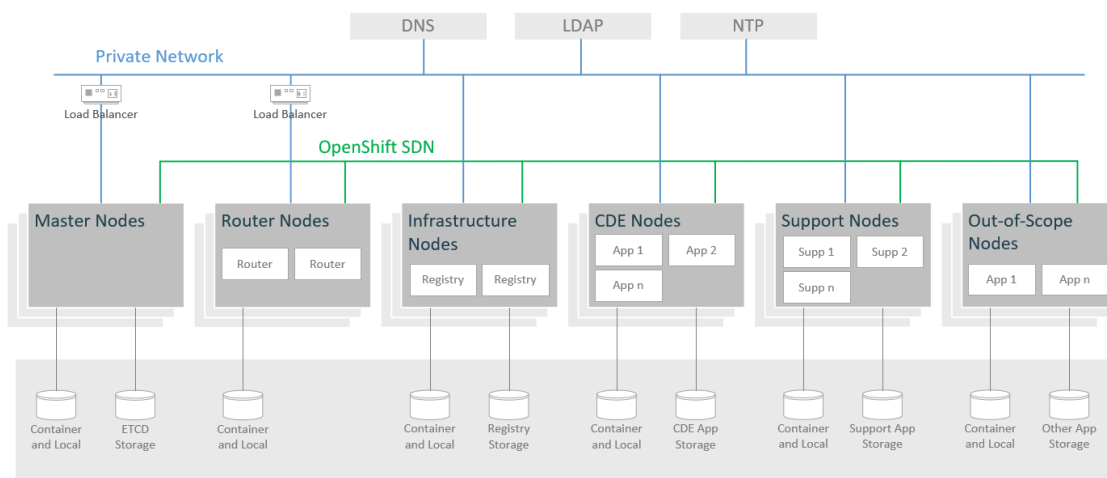 DNS
LDAP
NTP
Private Network
Load Balancer
Load Balancer
OpenShift SDN
Master Nodes
Router Nodes
Router
Router
Infrastructure
Nodes
Registry
Registry
CDE Nodes
App 1
App 2
App n
Support Nodes
Supp 1
Supp 2
Supp n
Out-of-Scope
Nodes
App 1
App n
Container
and Local
ETCD
Storage
Container
and Local
Container
and Local
Registry
Storage
Container
and Local
CDE App
Storage
Container
and Local
Support App
Storage
Container
and Local
Other App
Storage